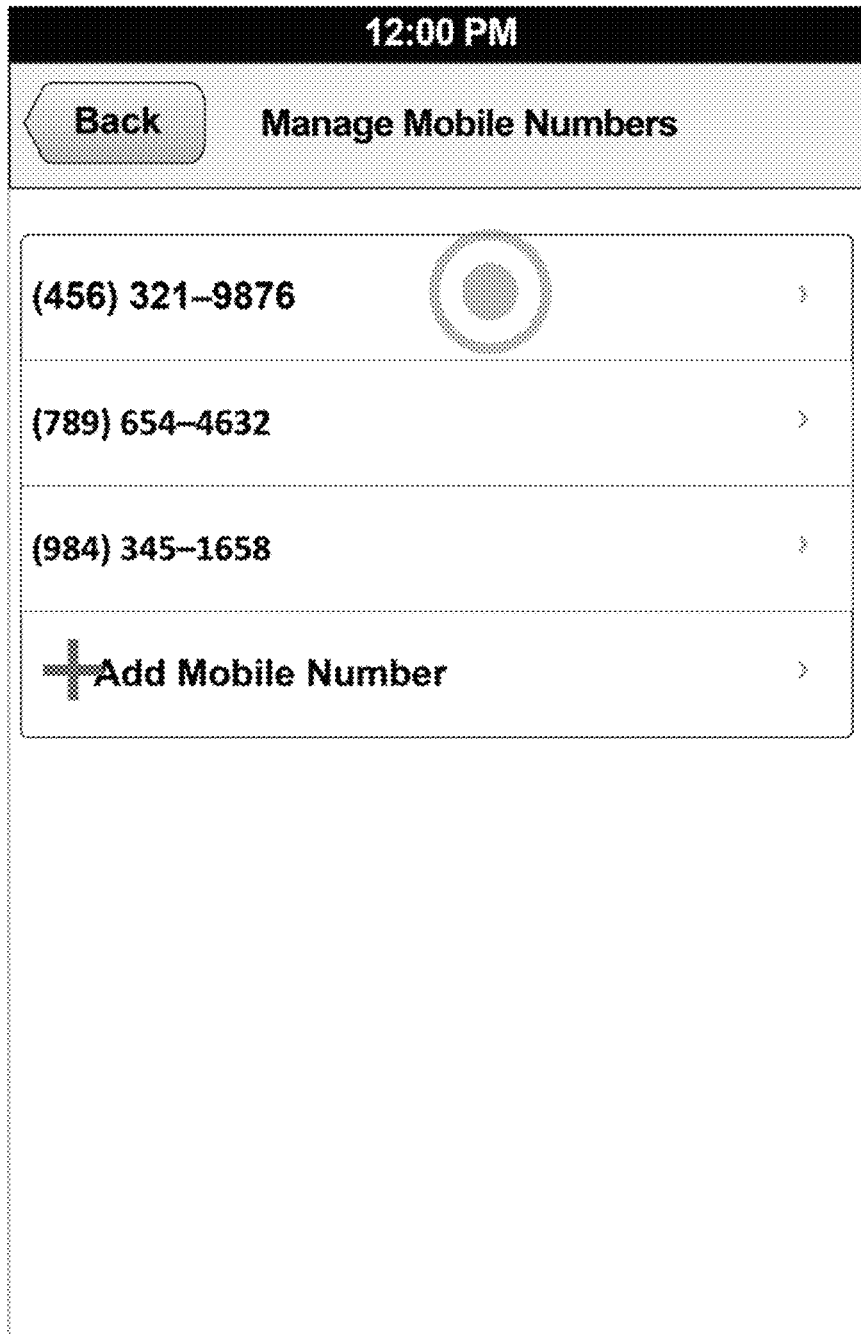 12:00 PM
Back
Manage Mobile Numbers
(456) 321–9876
(789) 654–4632
(984) 345–1658
Add Mobile Number